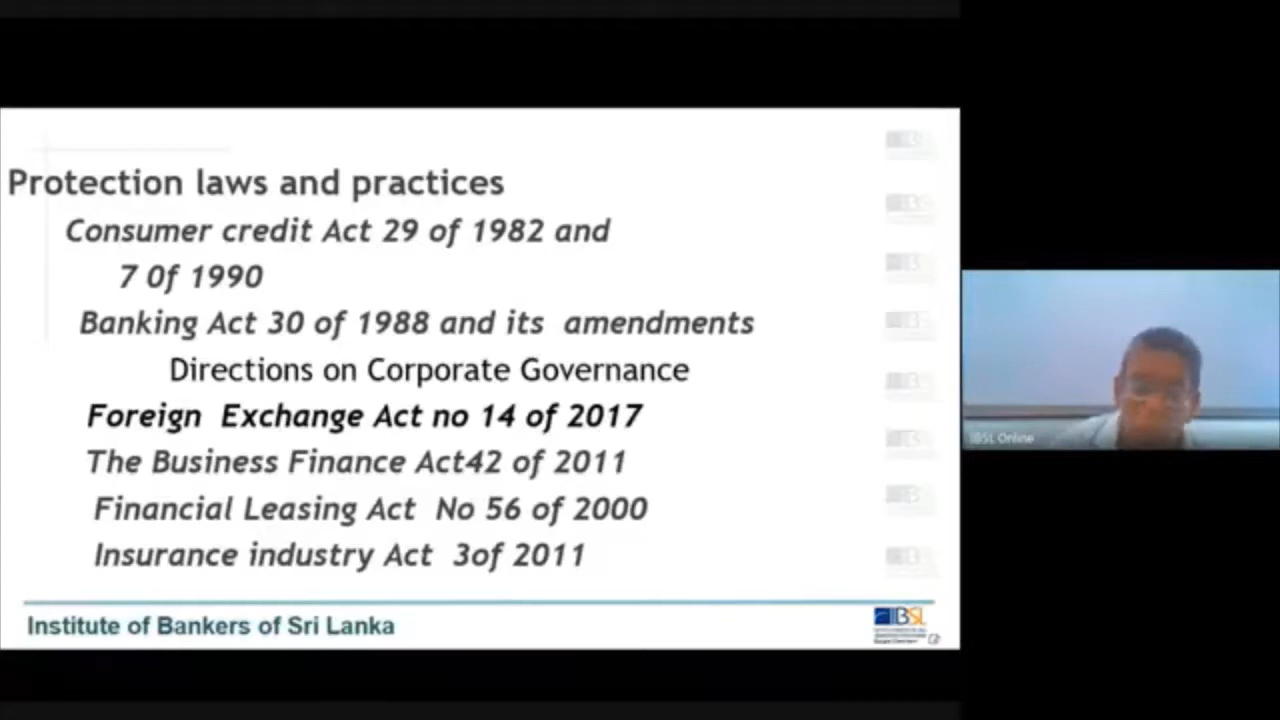 Protection laws and practices
Consumer credit Act 29 of 1982 and
7 0f 1990
Banking Act 30 of 1988 and its amendments
Directions on Corporate Governance
Foreign Exchange Act no 14 of 2017
The Business Finance Act42 of 2011
Financial Leasing Act No 56 of 2000
Insurance industry Act 3of 2011
Institute of Bankers of Sri Lanka
IBSL
IBSL Online